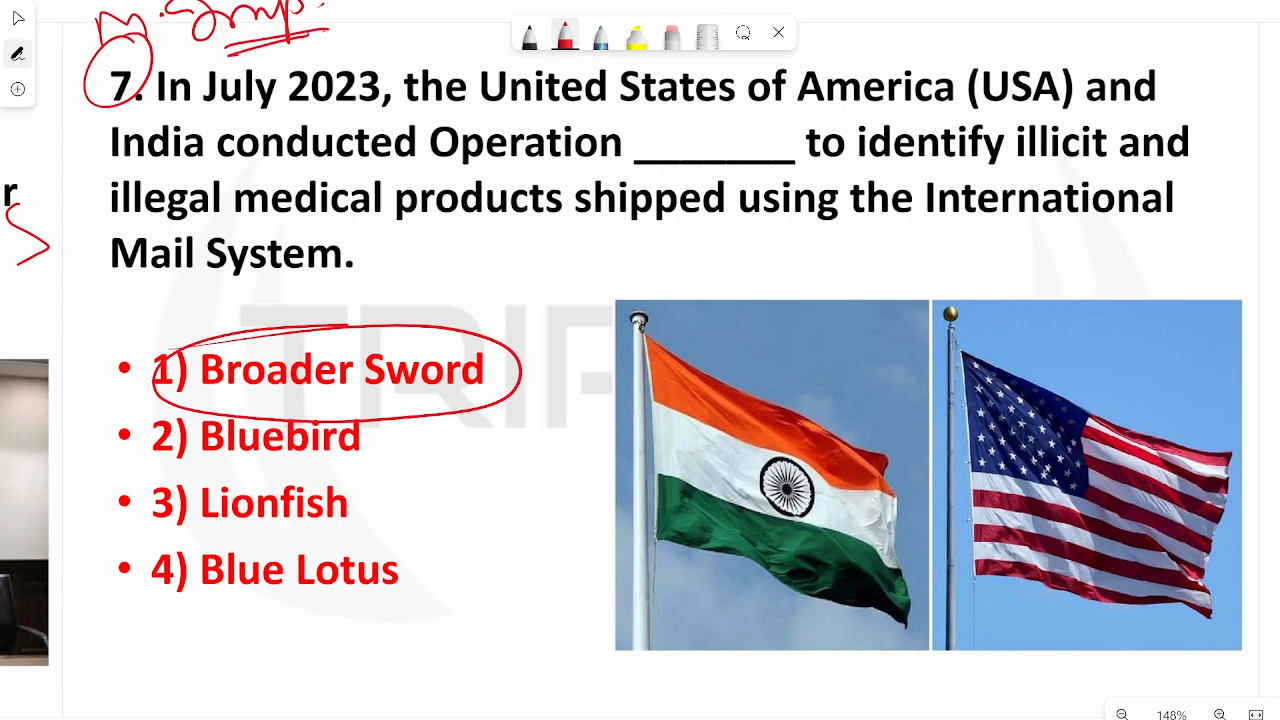 M. Imp.
7. In July 2023, the United States of America (USA) and
India conducted Operation _______ to identify illicit and
illegal medical products shipped using the International
Mail System.
• 1) Broader Sword
• 2) Bluebird
• 3) Lionfish
• 4) Blue Lotus
r
148%